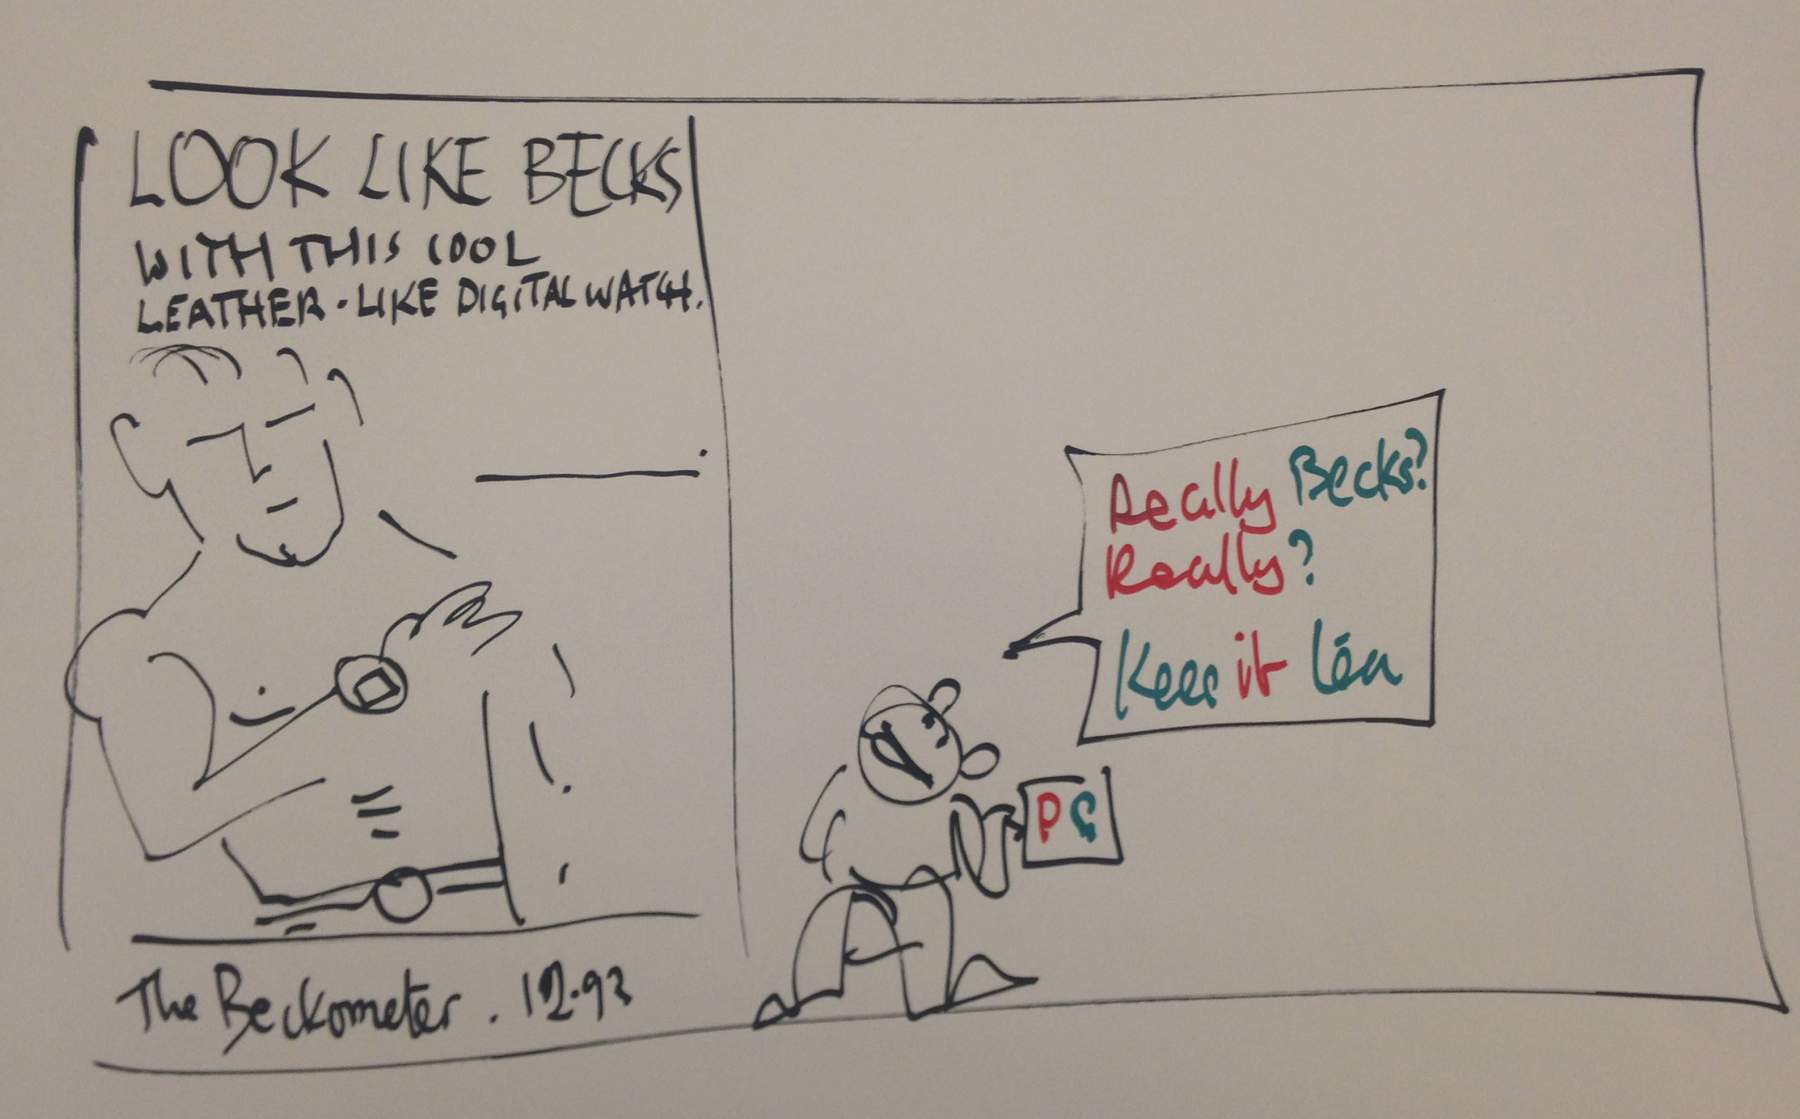 LOOK LIKE BECKS
WITH THIS COOL
LEATHER-LIKE DIGITAL WATCH.
The Beckometer. 12.93
Really Becks?
Really?
Keep it
PG